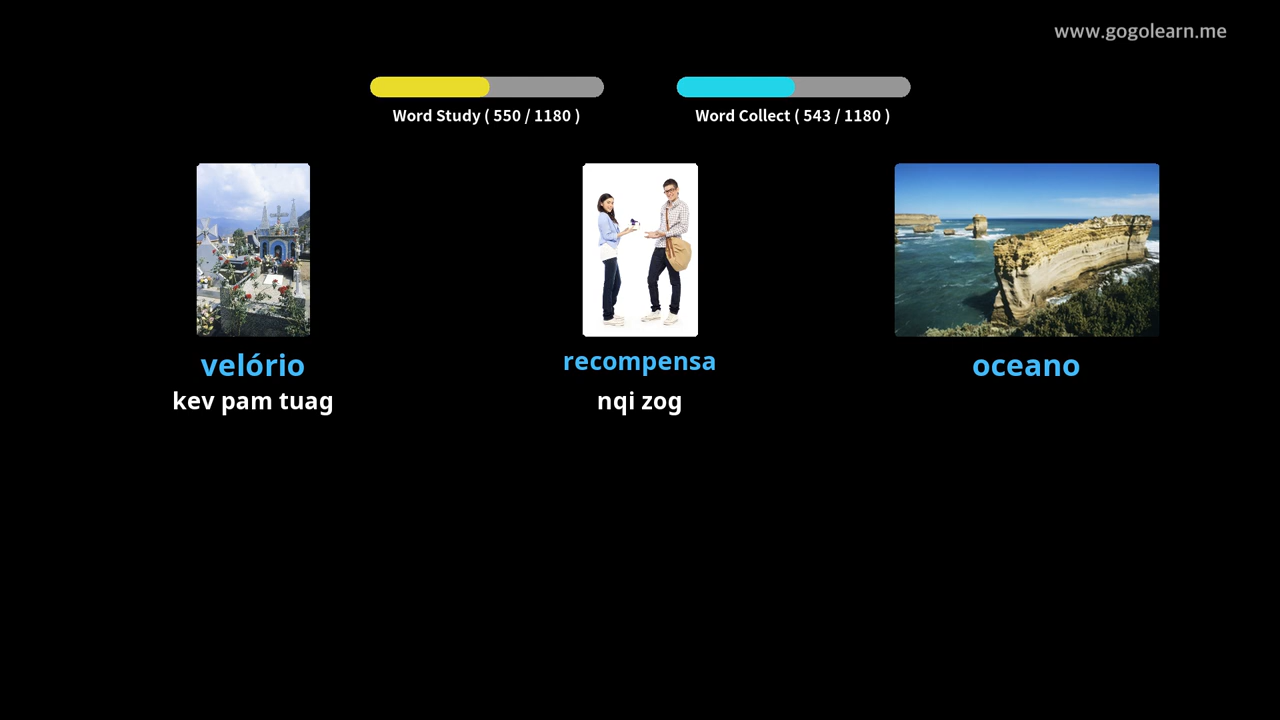 www.gogolearn.me
Word Study ( 550 / 1180 )
Word Collect ( 543 / 1180 )
velório
recompensa
oceano
kev pam tuag
nqi zog